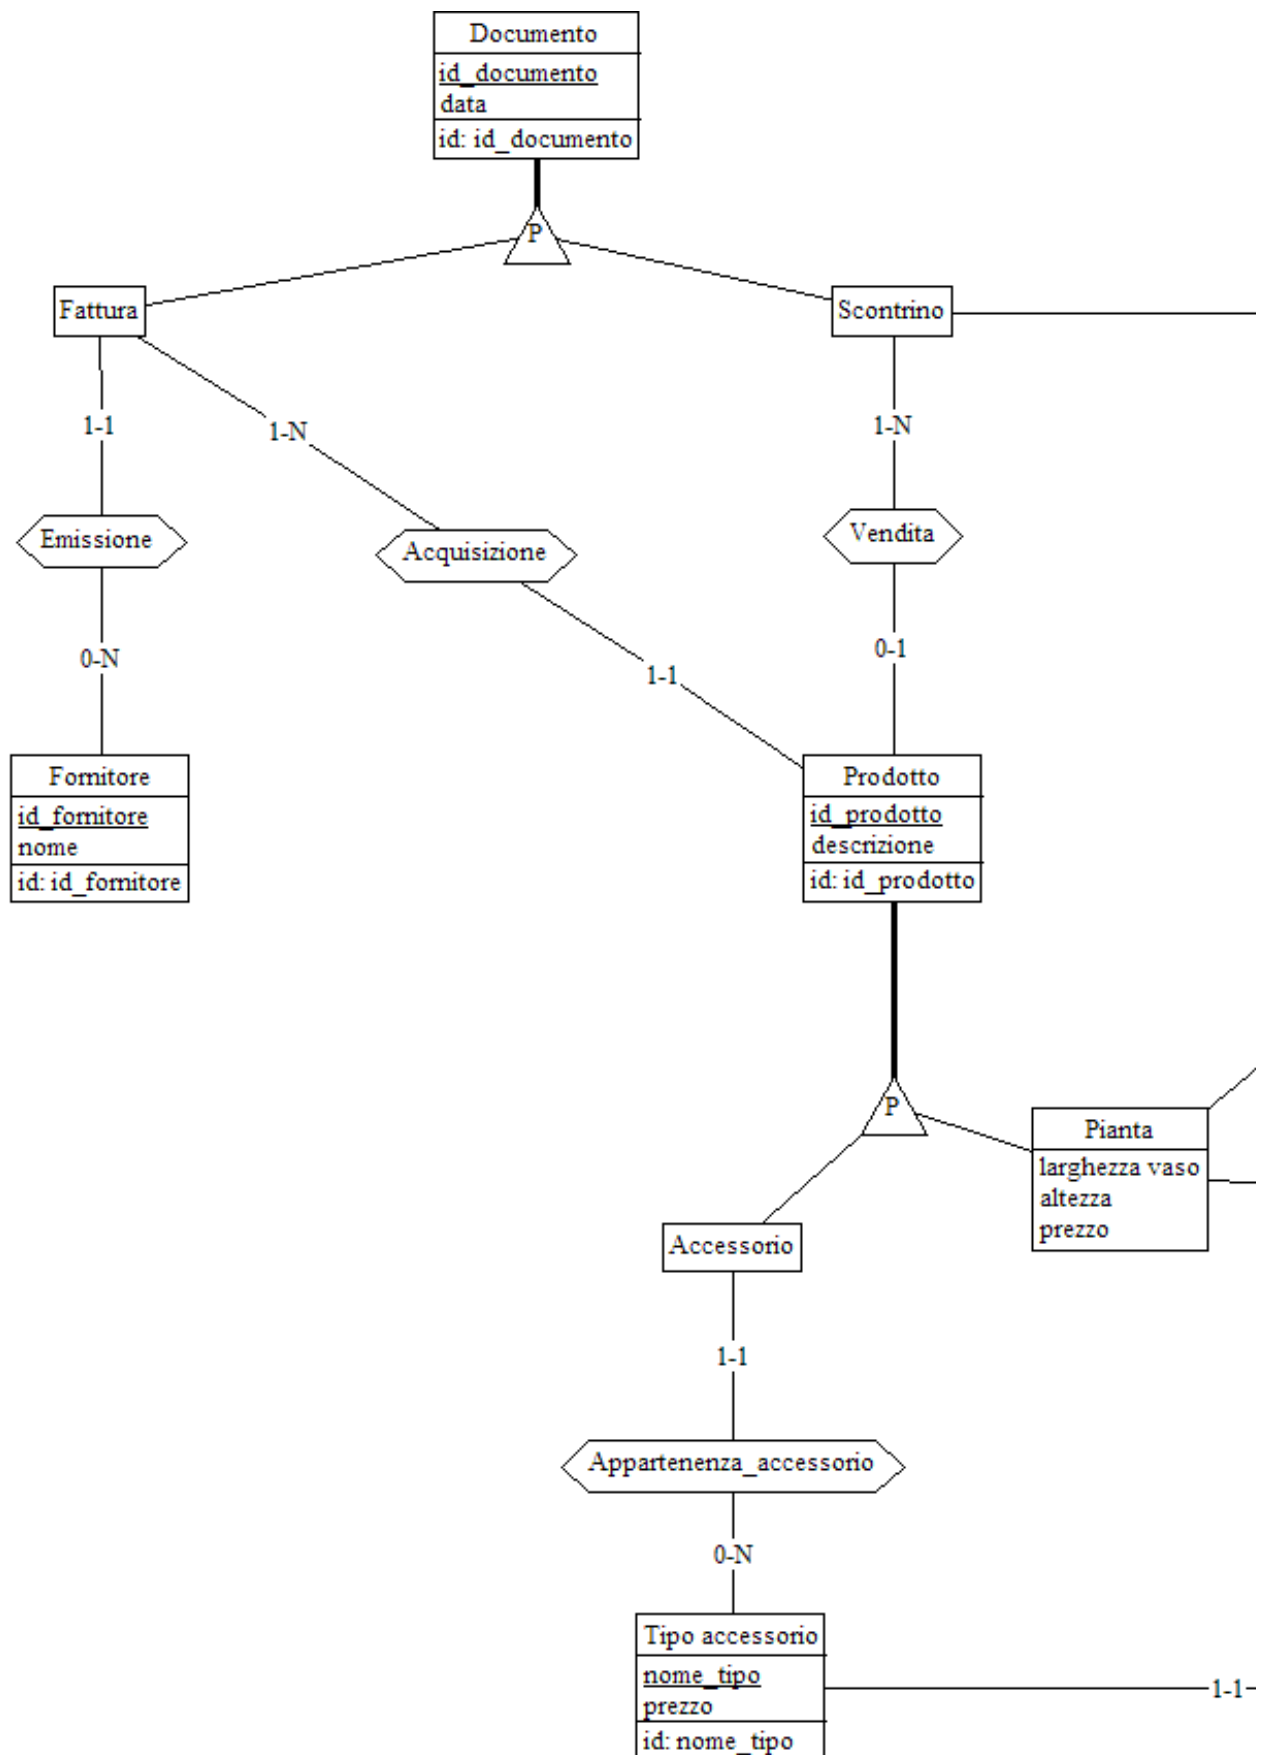 Documento
id_documento
data
id: id_documento
P
Fattura
Scontrino
1-1
1-N
1-N
Emissione
Acquisizione
Vendita
0-N
1-1
0-1
Fornitore
id_fornitore
nome
id: id_fornitore
Prodotto
id_prodotto
descrizione
id: id_prodotto
P
Pianta
larghezza vaso
altezza
prezzo
Accessorio
1-1
Appartenenza_accessorio
0-N
Tipo accessorio
nome_tipo
prezzo
id: nome_tipo
1-1